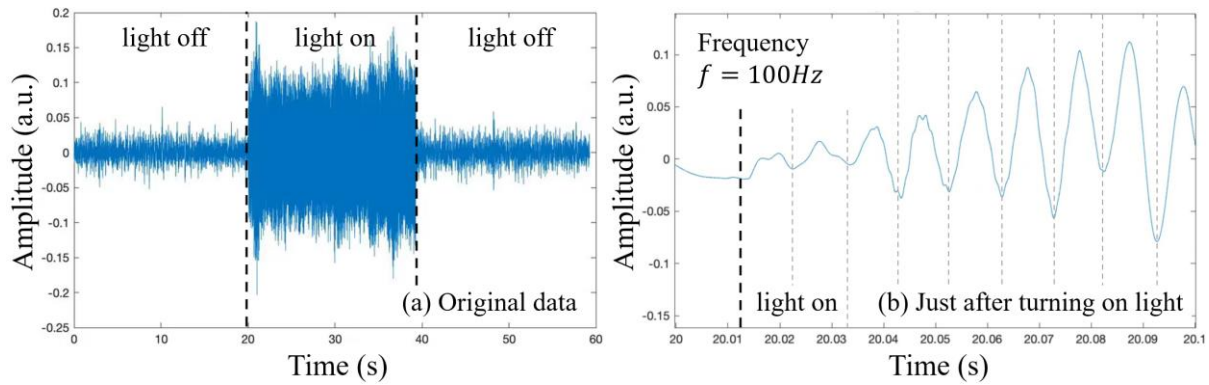 0.2
0.15
0.1
0.05
0
-0.05
-0.1
-0.15
-0.2
-0.25
Amplitude (a.u.)
light off
light on
light off
(a) Original data
0 10 20 30 40 50 60
Time (s)
0.1
0.05
0
-0.05
-0.1
-0.15
Amplitude (a.u.)
Frequency
f = 100Hz
light on
(b) Just after turning on light
20 20.01 20.02 20.03 20.04 20.05 20.06 20.07 20.08 20.09 20.1
Time (s)